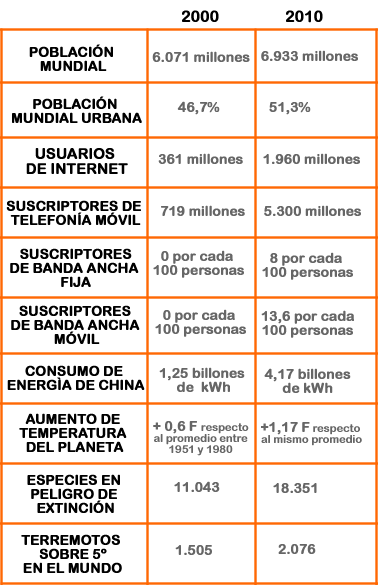 2000 2010
POBLACIÓN
MUNDIAL
6.071 millones
6.933 millones
POBLACIÓN
MUNDIAL URBANA
46,7%
51,3%
USUARIOS
DE INTERNET
361 millones
1.960 millones
SUSCRIPTORES DE
TELEFONÍA MÓVIL
719 millones
5.300 millones
SUSCRIPTORES
DE BANDA ANCHA
FIJA
0 por cada
100 personas
8 por cada
100 personas
SUSCRIPTORES
DE BANDA ANCHA
MÓVIL
0 por cada
100 personas
13,6 por cada
100 personas
CONSUMO DE
ENERGÌA DE CHINA
1,25 billones
de kWh
4,17 billones
de kWh
AUMENTO DE
TEMPERATURA
DEL PLANETA
+ 0,6 F respecto
al promedio entre
1951 y 1980
+1,17 F respecto
al mismo promedio
ESPECIES EN
PELIGRO DE
EXTINCIÓN
11.043
18.351
TERREMOTOS
SOBRE 5º
EN EL MUNDO
1.505
2.076